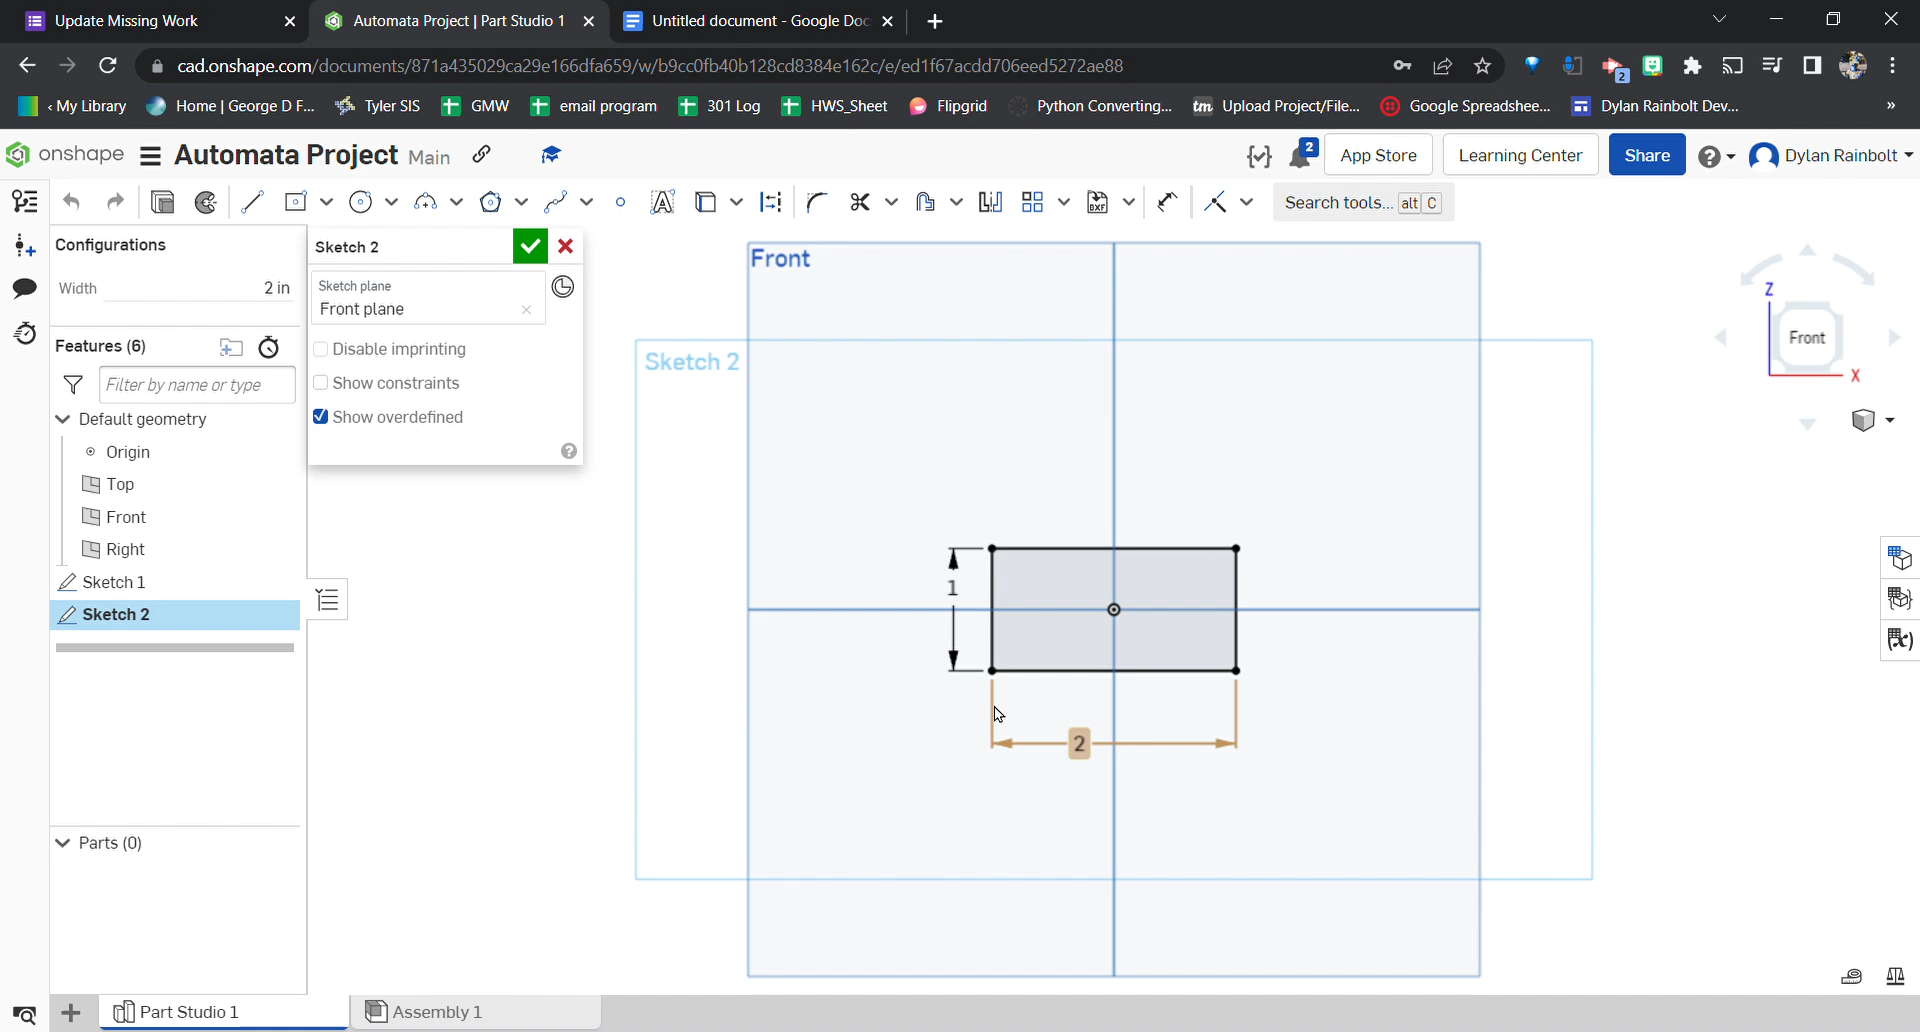 Update Missing Work
Automata Project | Part Studio 1
Untitled document - Google Doc
cad.onshape.com/documents/871a435029ca29e166dfa659/w/b9cc0fb40b128cd8384e162c/e/ed1f67acdd706eed5272ae88
2
‹ My Library
Home | George D F...
Tyler SIS
GMW
email program
301 Log
HWS_Sheet
Flipgrid
Python Converting...
tm Upload Project/File...
Google Spreadshee...
Dylan Rainbolt Dev...
»
onshape
Automata Project Main
2
App Store
Learning Center
Share
Dylan Rainbolt
DXF
Search tools... alt C
Configurations
Width 2 in
Features (6)
Filter by name or type
Default geometry
Origin
Top
Front
Right
Sketch 1
Sketch 2
Parts (0)
Sketch 2
Sketch plane
Front plane
Disable imprinting
Show constraints
Show overdefined
Front
Sketch 2
1
2
Z
Front
X
(x)
Part Studio 1
Assembly 1